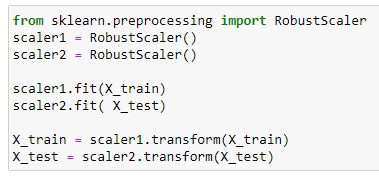 from sklearn.preprocessing import RobustScaler
scaler1 = RobustScaler()
scaler2 = RobustScaler()
scaler1.fit(X_train)
scaler2.fit( X_test)
X_train = scaler1.transform(X_train)
X_test = scaler2.transform(X_test)